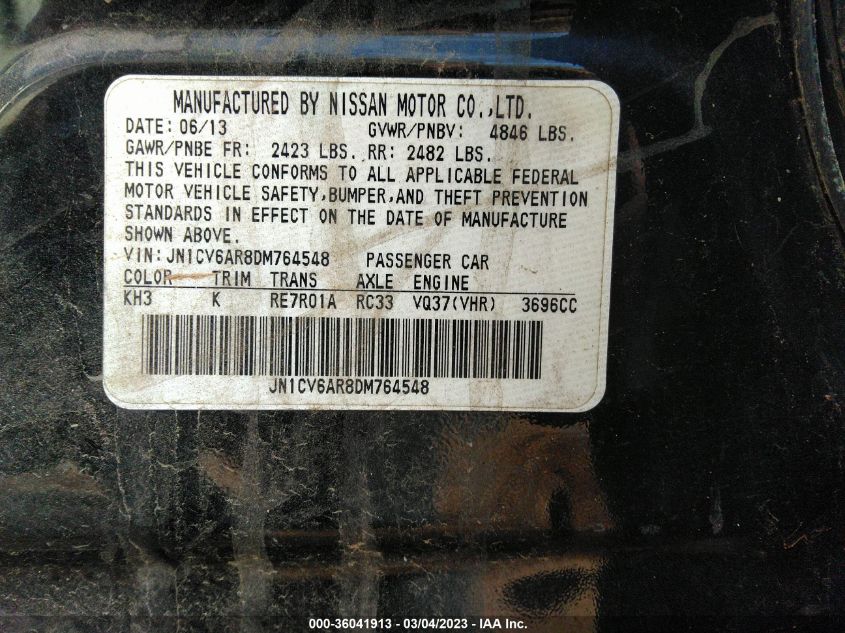 MANUFACTURED BY NISSAN MOTOR CO.,LTD.
DATE: 06/13 GVWR/PNBV: 4846 LBS.
GAWR/PNBE FR: 2423 LBS. RR: 2482 LBS.
THIS VEHICLE CONFORMS TO ALL APPLICABLE FEDERAL
MOTOR VEHICLE SAFETY,BUMPER,AND THEFT PREVENTION
STANDARDS IN EFFECT ON THE DATE OF MANUFACTURE
SHOWN ABOVE.
VIN:JN1CV6AR8DM764548 PASSENGER CAR
COLOR TRIM TRANS AXLE ENGINE
KH3 K RE7R01A RC33 VQ37(VHR) 3696CC
JN1CV6AR8DM764548
000-36041913 - 03/04/2023 - IAA Inc.